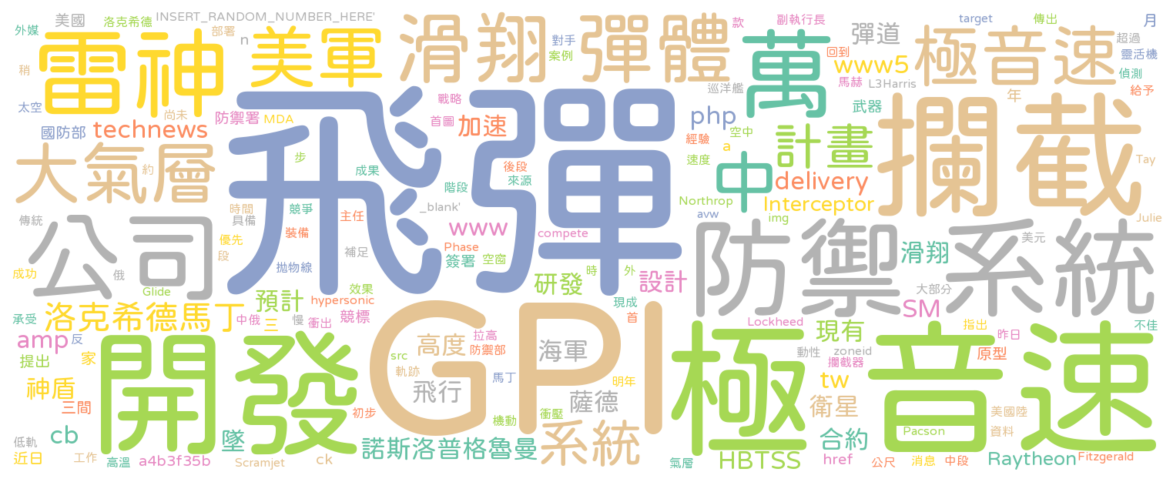 美國 洛克希德 INSERT_RANDOM_NUMBER_HERE' 副執行長 target 傳出 月
外媒 部署 n 對手 款 回到 超過
雷神 美軍 滑翔 彈體 案例 萬 彈道 www5 極音速 靈活機
稍 偵測
太空 尚未 巡洋艦 馬赫 L3Harris 給予
國防部 technews 防禦署 MDA 戰略 首圖 加速 飛彈 php 經驗 空中 武器 年
大氣層 約 步 成果 階段 後段 來源 速度 a 中 計畫 攔截 Tay
delivery
傳統 時間 具備 競爭 主任 _blank' Northrop avw img Interceptor Julie
公司 優先 段 裝備 補足 www Phase 簽署 空窗 compete 防禦 系統 美元 滑翔
成功 俄 拋物線 效果 研發 時 外 現成 設計 大部分
承受 Glide 預計 hypersonic SM
洛克希德馬丁 中俄 三 慢 衝出 競標 首 Lockheed 現有 指出 昨日 不佳
amp 反 家 提出 GPI 拉高 高度 防禦部 海軍 動性 zoneid 攔截器 原型
神盾 開發 src 軌跡 飛行 馬丁 明年 薩德 極音速 tw 衛星 美國陸
三間 初步 機動 衝壓 Pacson 資料
低軌 cb 墜 諾斯洛普格魯曼 系統 合約
近日 工作 高溫 a4b3f35b Scramjet ck 氣層 HBTSS href 公尺 消息 中段 Raytheon Fitzgerald